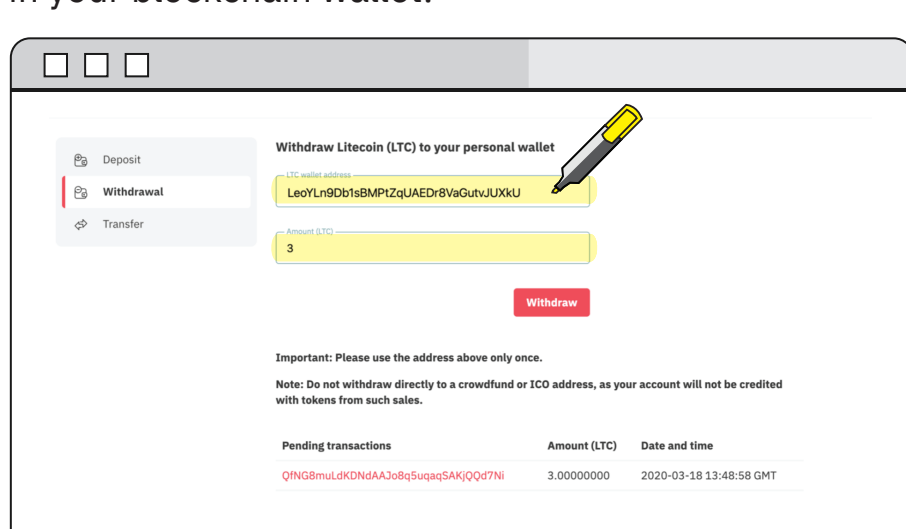 in your blockchain wallet.
Deposit
Withdrawal
Transfer
Withdraw Litecoin (LTC) to your personal wallet
LTC wallet address
LeoYLn9Db1sBMPtZqUAEDr8VaGutvJUXkU
Amount (LTC)
3
Withdraw
Important: Please use the address above only once.
Note: Do not withdraw directly to a crowdfund or ICO address, as your account will not be credited
with tokens from such sales.
Pending transactions Amount (LTC) Date and time
QfNG8muLdKDNdAAJo8q5uqaqSAKjQQd7Ni 3.00000000 2020-03-18 13:48:58 GMT